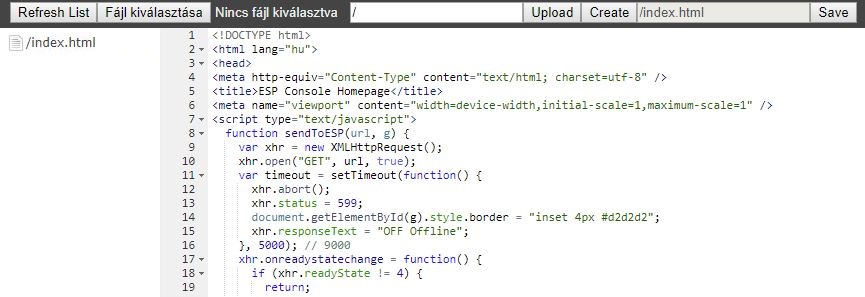 Refresh List Fájl kiválasztása Nincs fájl kiválasztva / Upload Create /index.html Save
/index.html
1 <!DOCTYPE html>
2 <html lang="hu">
3 <head>
4 <meta http-equiv="Content-Type" content="text/html; charset=utf-8" />
5 <title>ESP Console Homepage</title>
6 <meta name="viewport" content="width=device-width,initial-scale=1,maximum-scale=1" />
7 <script type="text/javascript">
8 function sendToESP(url, g) {
9 var xhr = new XMLHttpRequest();
10 xhr.open("GET", url, true);
11 var timeout = setTimeout(function() {
12 xhr.abort();
13 xhr.status = 599;
14 document.getElementById(g).style.border = "inset 4px #d2d2d2";
15 xhr.responseText = "OFF Offline";
16 }, 5000); // 9000
17 xhr.onreadystatechange = function() {
18 if (xhr.readyState != 4) {
19 return;